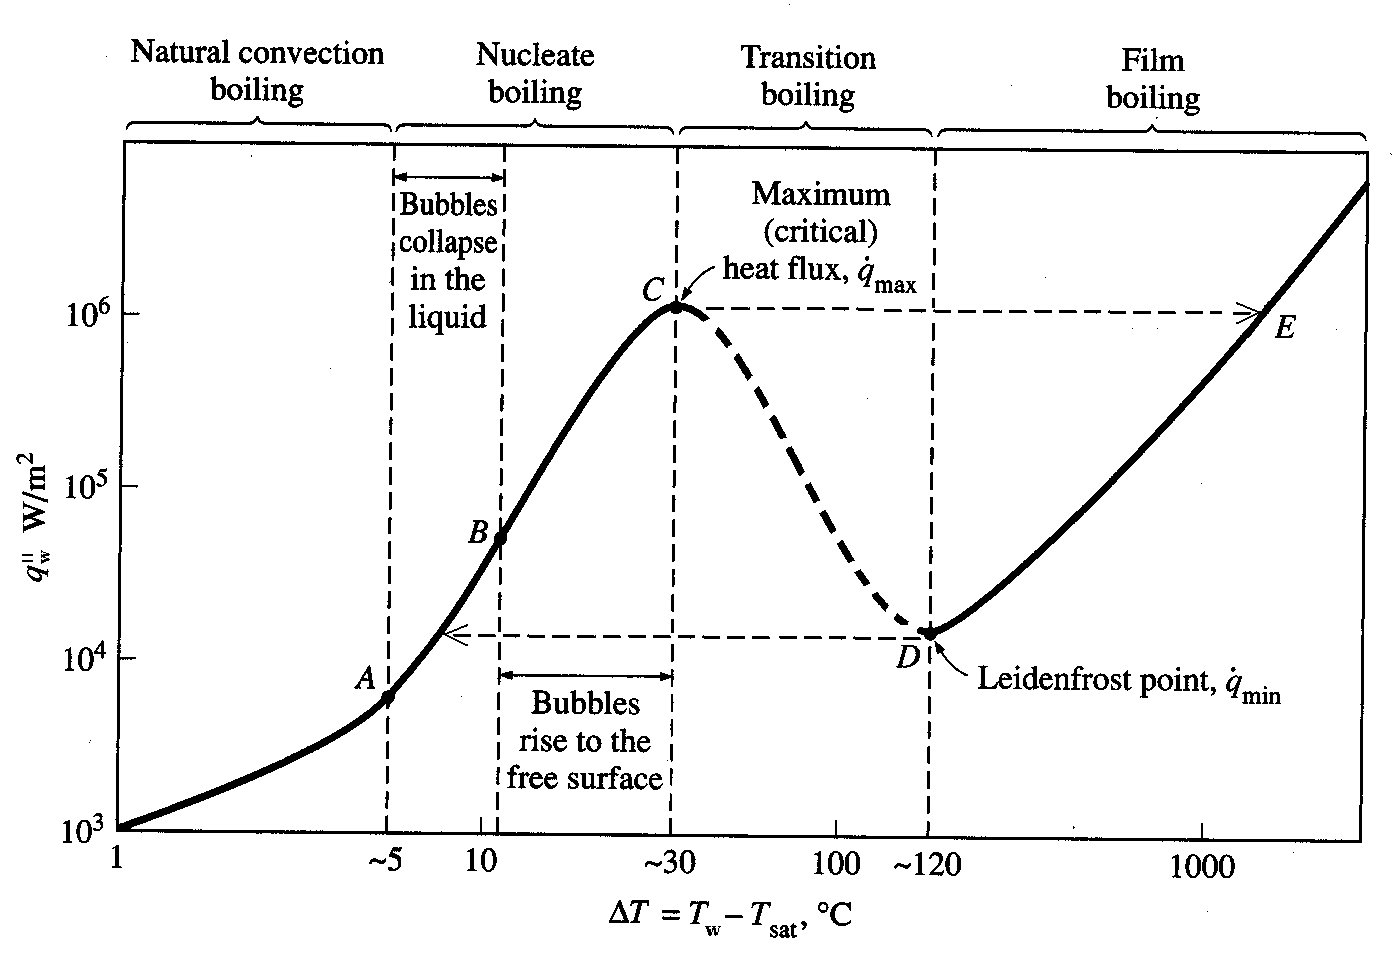 Natural convection
boiling
Nucleate
boiling
Transition
boiling
Film
boiling
Bubbles
collapse
in the
liquid
Maximum
(critical)
heat flux, q̇max
C
E
10⁶
10⁵
10⁴
10³
q″w W/m²
B
A
D
Leidenfrost point, q̇min
Bubbles
rise to the
free surface
1 ~5 10 ~30 100 ~120 1000
ΔT = Tw – Tsat, °C